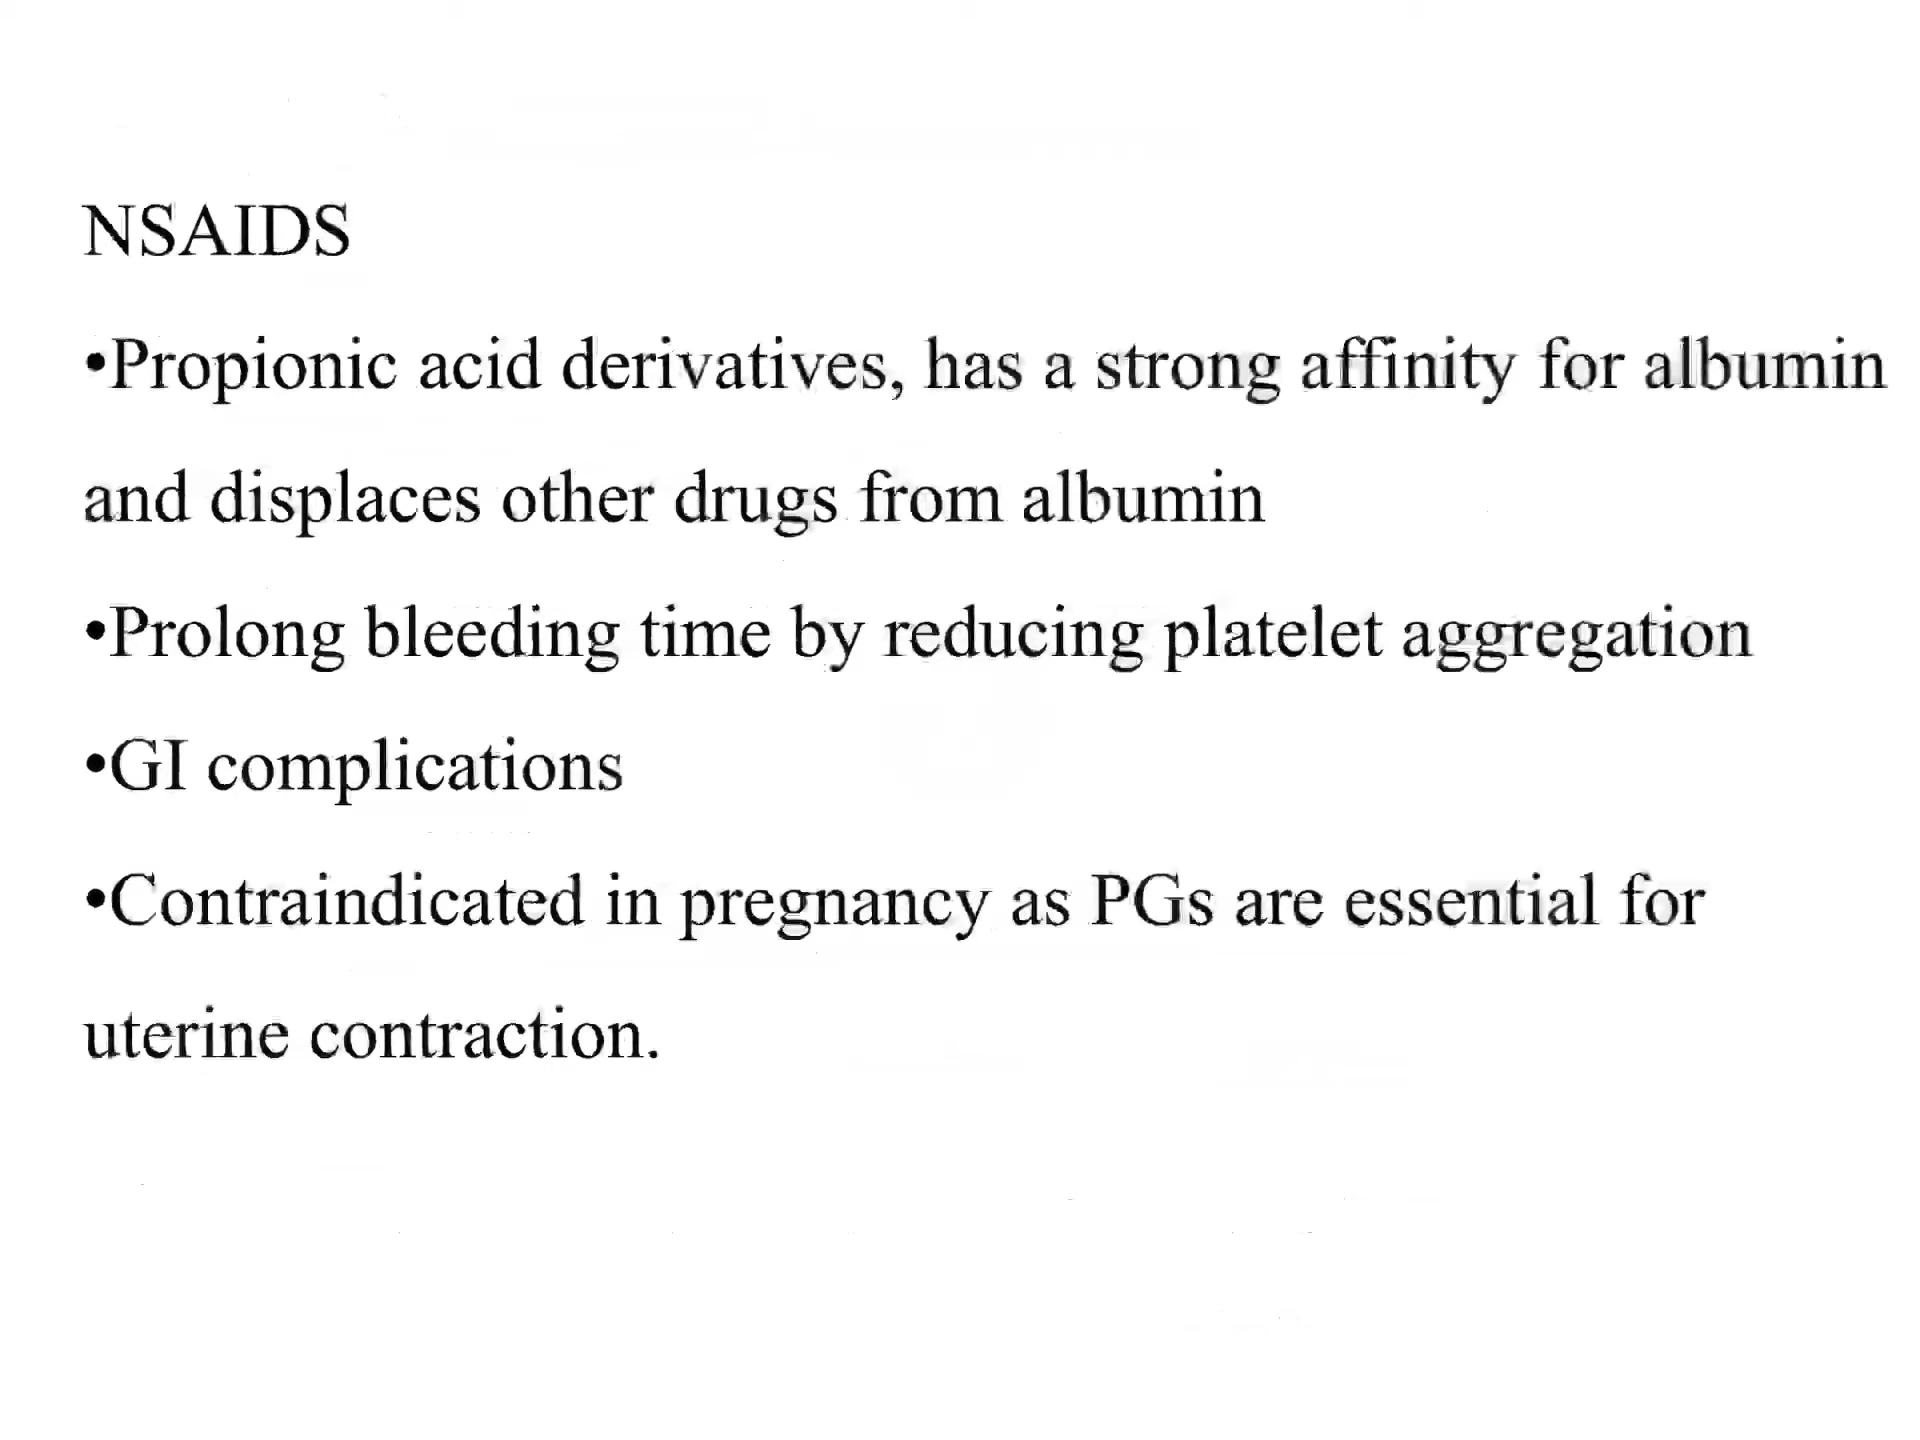 NSAIDS
•Propionic acid derivatives, has a strong affinity for albumin
and displaces other drugs from albumin
•Prolong bleeding time by reducing platelet aggregation
•GI complications
•Contraindicated in pregnancy as PGs are essential for
uterine contraction.